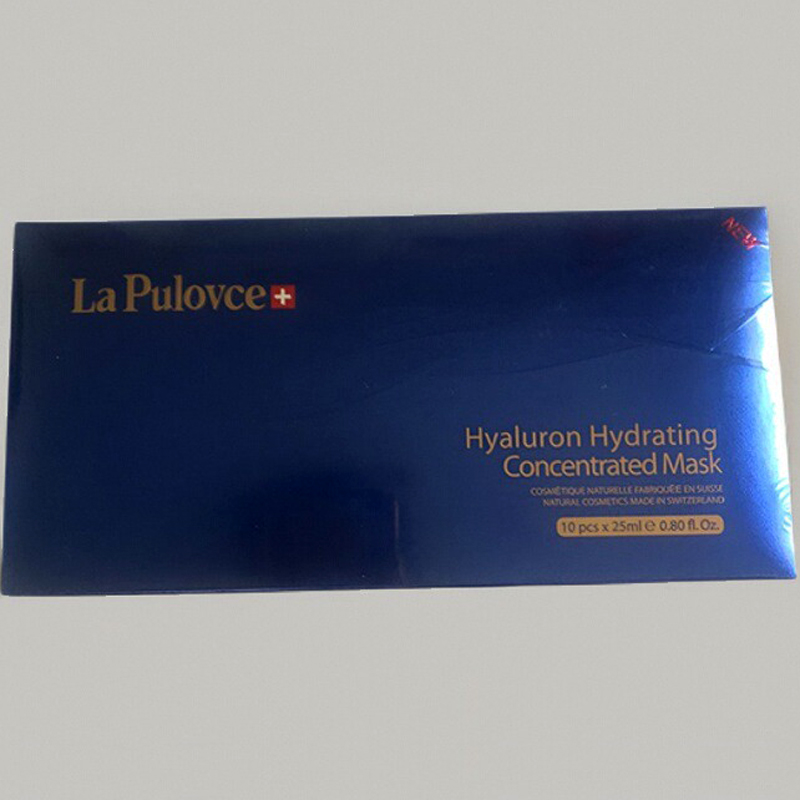 NEW
La Pulovce
Hyaluron Hydrating
Concentrated Mask
COSMÉTIQUE NATURELLE FABRIQUÉE EN SUISSE
NATURAL COSMETICS MADE IN SWITZERLAND
10 pcs x 25ml ℮ 0.80 fl. Oz.